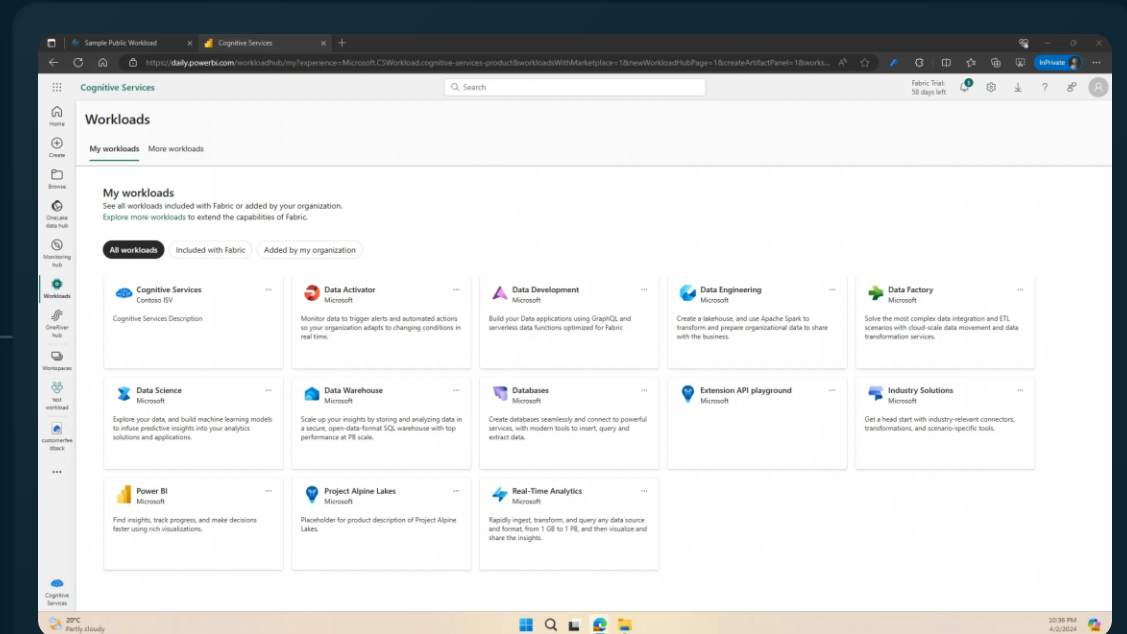 Sample Public Workload
Cognitive Services
https://daily.powerbi.com/workloadhub/my?experience=Microsoft.CSWorkload.cognitive-services-product&workloadsWithMarketplace=1&newWorkloadHubPage=1&createArtifactPanel=1&works...
InPrivate
Cognitive Services
Search
Fabric Trial:
58 days left
5
Home
Create
Browse
OneLake
data hub
Monitoring
hub
Workloads
OneRiver
hub
Workspaces
test
workload
customerfee
dback
Cognitive
Services
Workloads
My workloads
More workloads
My workloads
See all workloads included with Fabric or added by your organization.
Explore more workloads to extend the capabilities of Fabric.
All workloads
Included with Fabric
Added by my organization
Cognitive Services
Contoso ISV
Cognitive Services Description
Data Activator
Microsoft
Monitor data to trigger alerts and automated actions
so your organization adapts to changing conditions in
real time.
Data Development
Microsoft
Build your Data applications using GraphQL and
serverless data functions optimized for Fabric
Data Engineering
Microsoft
Create a lakehouse, and use Apache Spark to
transform and prepare organizational data to share
with the business.
Data Factory
Microsoft
Solve the most complex data integration and ETL
scenarios with cloud-scale data movement and data
transformation services.
Data Science
Microsoft
Explore your data, and build machine learning models
to infuse predictive insights into your analytics
solutions and applications.
Data Warehouse
Microsoft
Scale up your insights by storing and analyzing data in
a secure, open-data-format SQL warehouse with top
performance at PB scale.
Databases
Microsoft
Create databases seamlessly and connect to powerful
services, with modern tools to insert, query and
extract data.
Extension API playground
Microsoft
Industry Solutions
Microsoft
Get a head start with industry-relevant connectors,
transformations, and scenario-specific tools.
Power BI
Microsoft
Find insights, track progress, and make decisions
faster using rich visualizations.
Project Alpine Lakes
Microsoft
Placeholder for product description of Project Alpine
Lakes.
Real-Time Analytics
Microsoft
Rapidly ingest, transform, and query any data source
and format, from 1 GB to 1 PB, and then visualize and
share the insights.
20°C
Partly cloudy
10:36 PM
4/2/2024